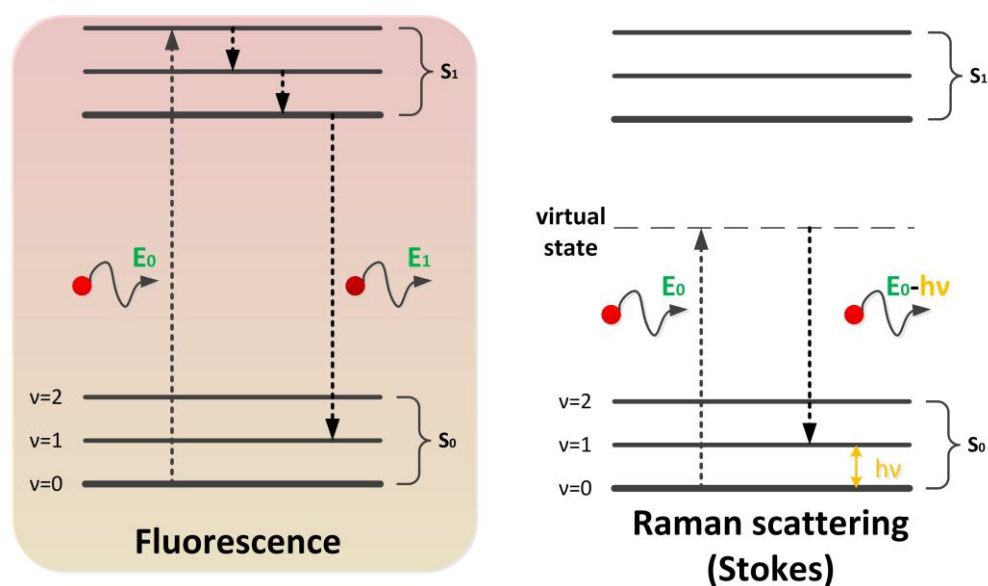 S₁
E₀
E₁
ν=2
ν=1
ν=0
S₀
Fluorescence
S₁
virtual
state
E₀
E₀-hν
ν=2
ν=1
ν=0
hν
S₀
Raman scattering
(Stokes)